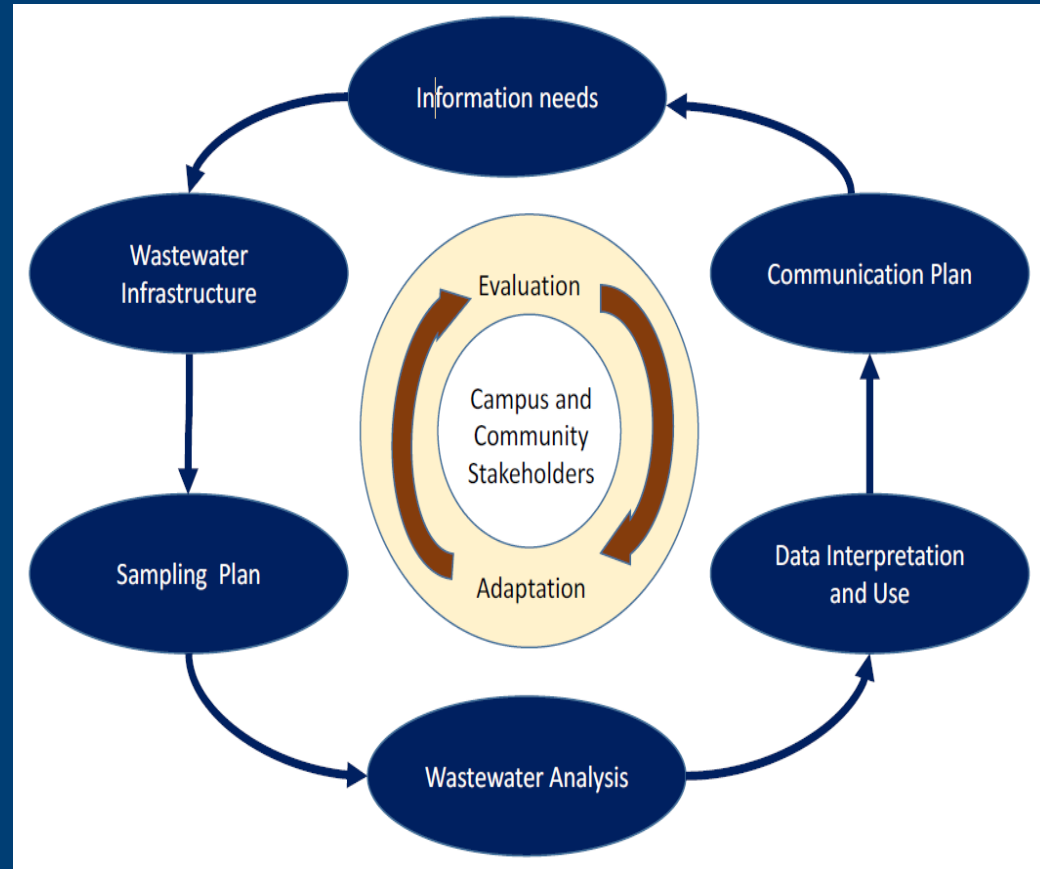 Information needs
Wastewater
Infrastructure
Communication Plan
Evaluation
Campus and
Community
Stakeholders
Adaptation
Sampling Plan
Data Interpretation
and Use
Wastewater Analysis